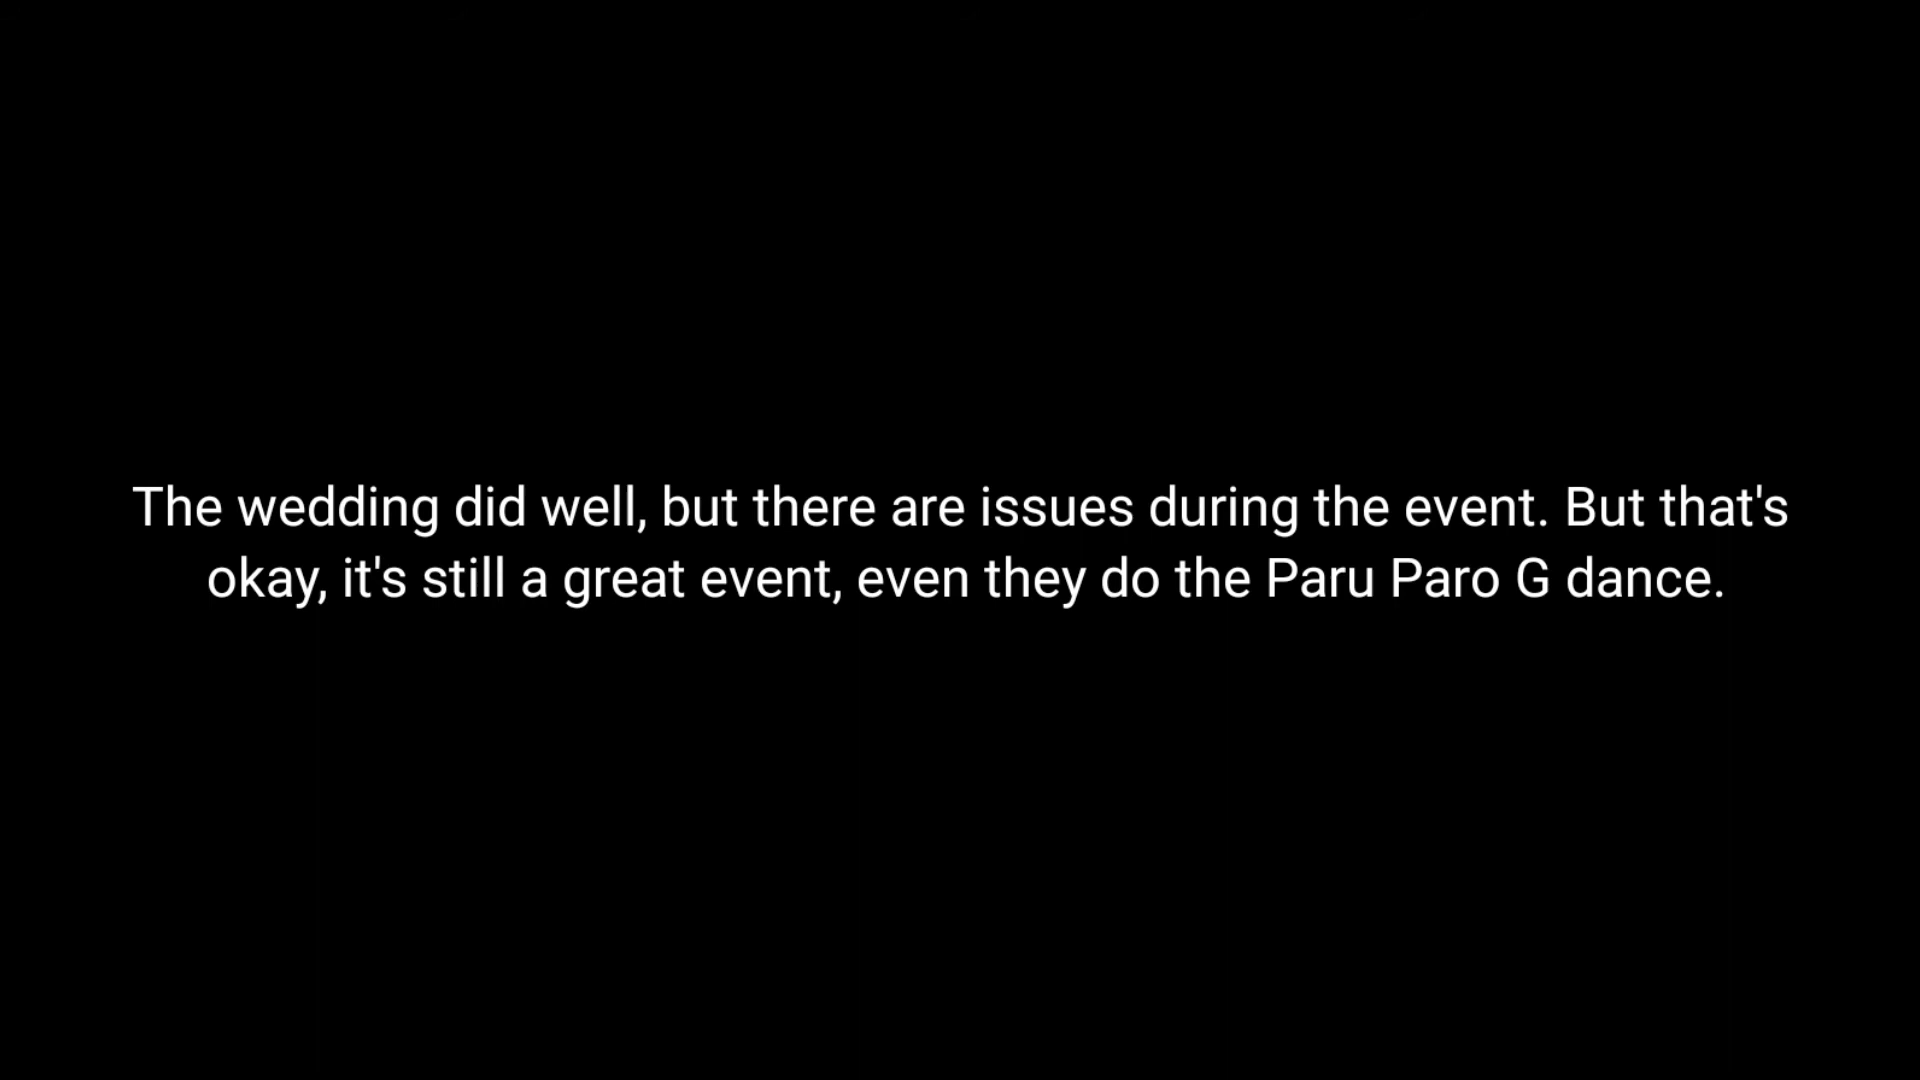 The wedding did well, but there are issues during the event. But that's
okay, it's still a great event, even they do the Paru Paro G dance.